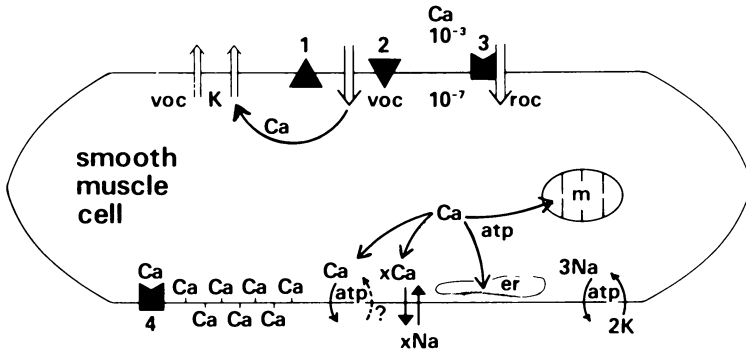 Ca
10⁻³
1
2
3
voc
K
voc
10⁻⁷
roc
Ca
smooth
muscle
cell
m
Ca
atp
Ca
Ca
xCa
er
3Na
Ca Ca Ca Ca
atp
atp
4
Ca Ca Ca
?
2K
xNa